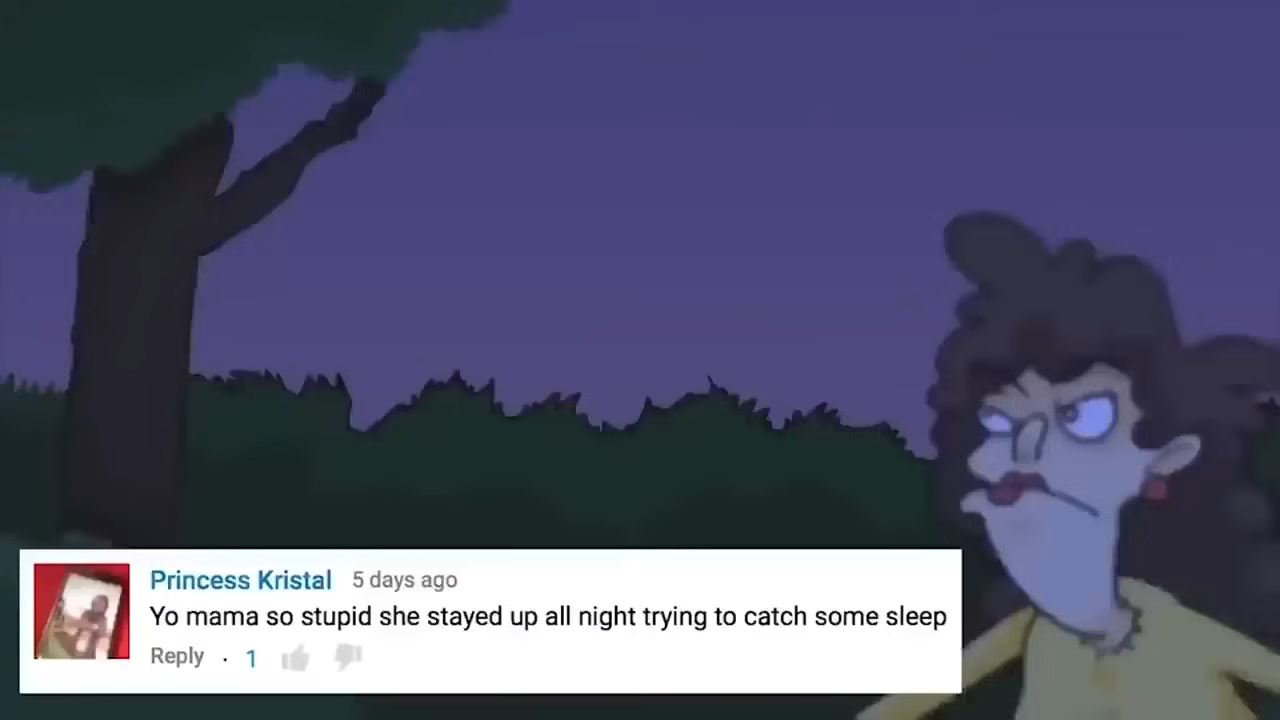 Princess Kristal 5 days ago
Yo mama so stupid she stayed up all night trying to catch some sleep
Reply · 1